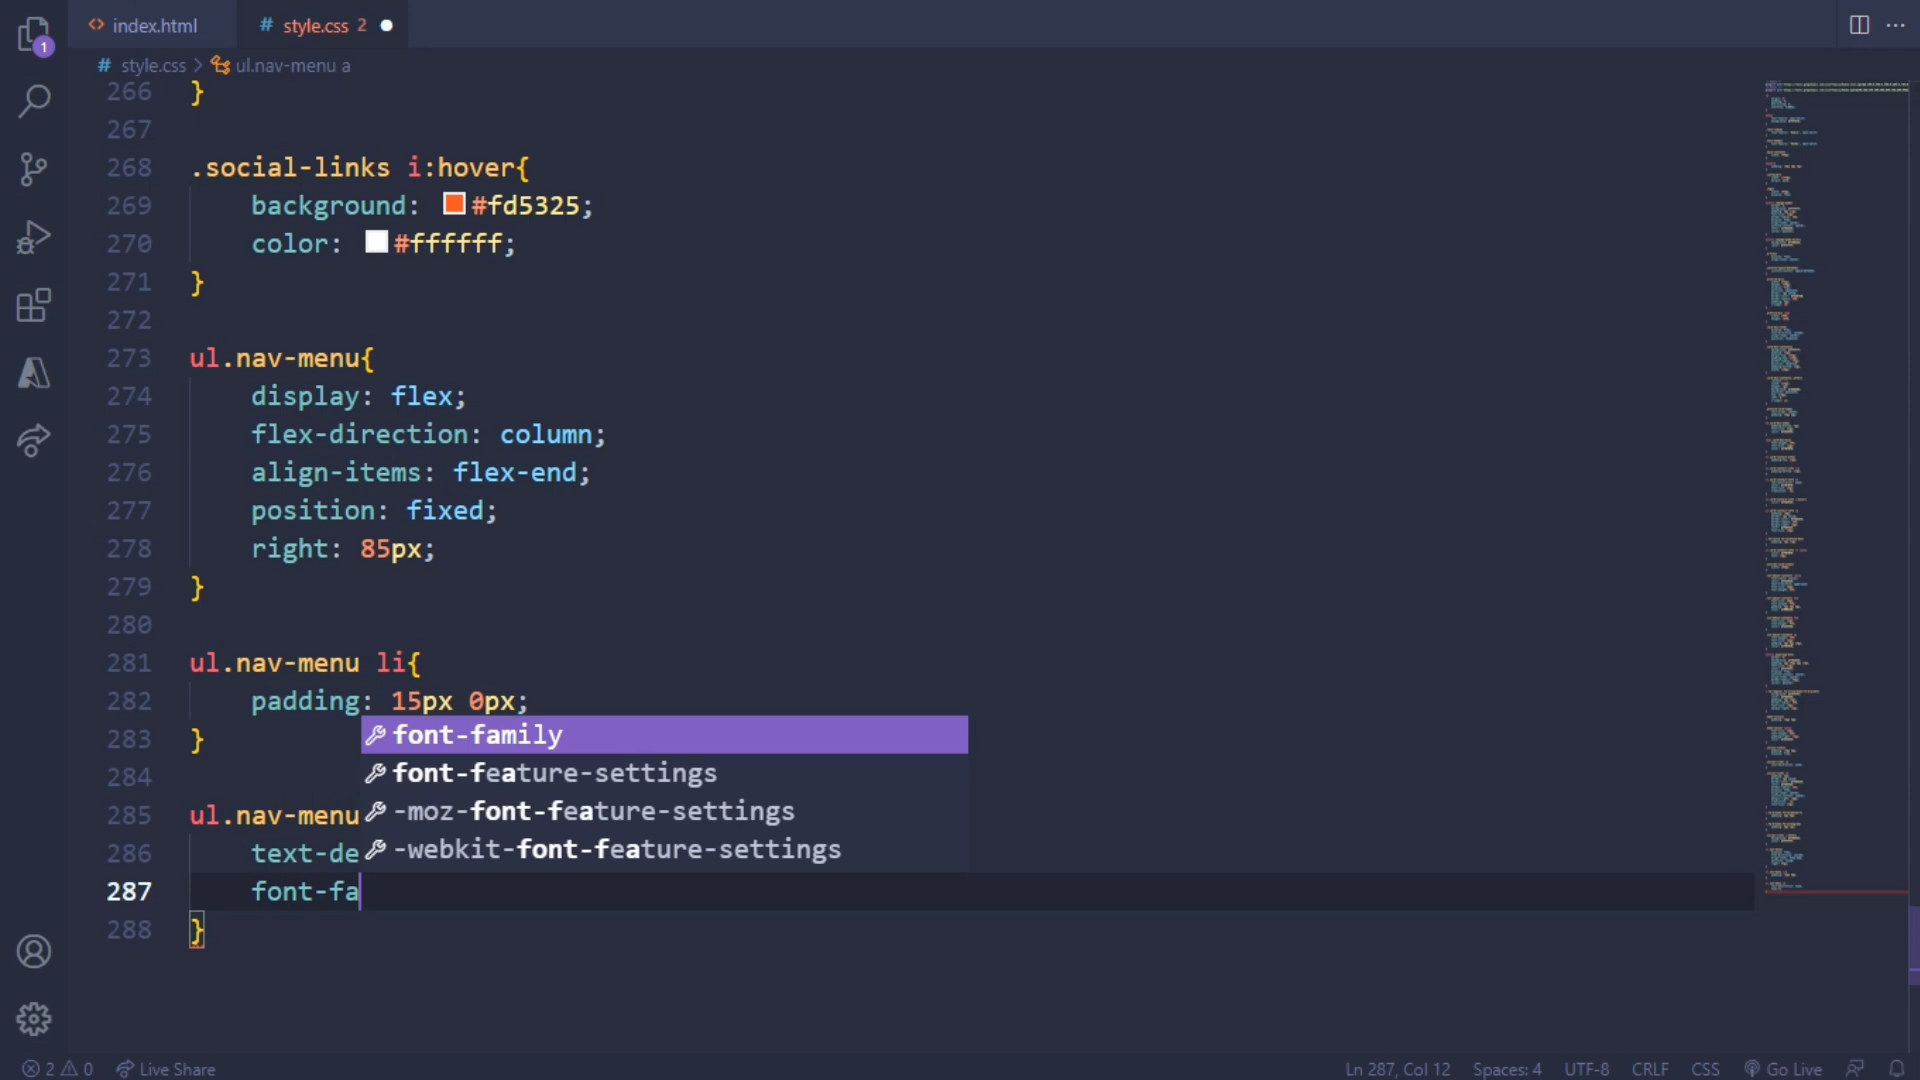 index.html
# style.css 2
1
# style.css > ul.nav-menu a
266 }
267
268 .social-links i:hover{
269 background: #fd5325;
270 color: #ffffff;
271 }
272
273 ul.nav-menu{
274 display: flex;
275 flex-direction: column;
276 align-items: flex-end;
277 position: fixed;
278 right: 85px;
279 }
280
281 ul.nav-menu li{
282 padding: 15px 0px;
font-family
283 }
font-feature-settings
284
-moz-font-feature-settings
285 ul.nav-menu
-webkit-font-feature-settings
286 text-de
287 font-fa
288 }
2 0 Live Share Ln 287, Col 12 Spaces: 4 UTF-8 CRLF CSS Go Live